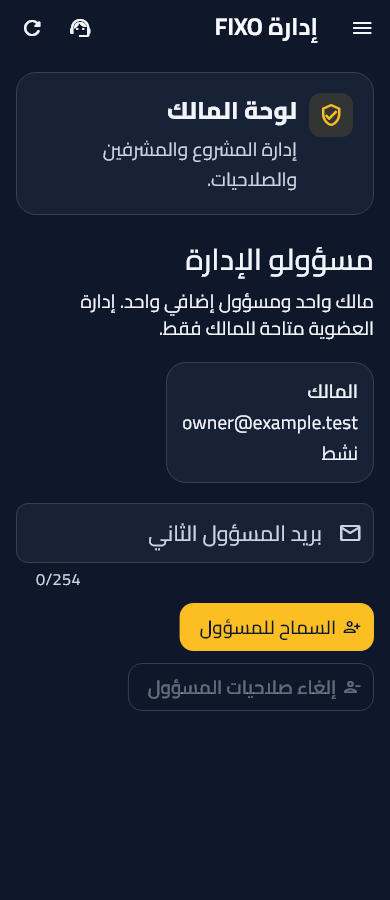 إدارة FIXO
لوحة المالك
إدارة المشروع والمشرفين
والصلاحيات.
مسؤولو الإدارة
مالك واحد ومسؤول إضافي واحد. إدارة
العضوية متاحة للمالك فقط.
المالك
owner@example.test
نشط
بريد المسؤول الثاني
0/254
السماح للمسؤول
إلغاء صلاحيات المسؤول